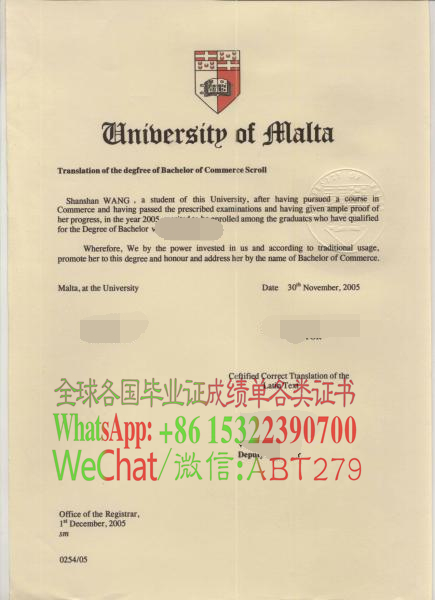 University of Malta
Translation of the degfree of Bachelor of Commerce Scroll
Shanshan WANG , a student of this University, after having pursued a course in
Commerce and having passed the prescribed examinations and having given ample proof of
her progress, in the year 2005 enrolled among the graduates who have qualified
for the Degree of Bachelor
Wherefore, We by the power invested in us and according to traditional usage,
promote her to this degree and honour and address her by the name of Bachelor of Commerce.
Malta, at the University Date 30th November, 2005
Certified Correct Translation of the
Latin Text
全球各国毕业证成绩单各类证书
WhatsApp: +86 15322390700
WeChat/微信:ABT279
Office of the Registrar,
1st December, 2005
sm
0254/05